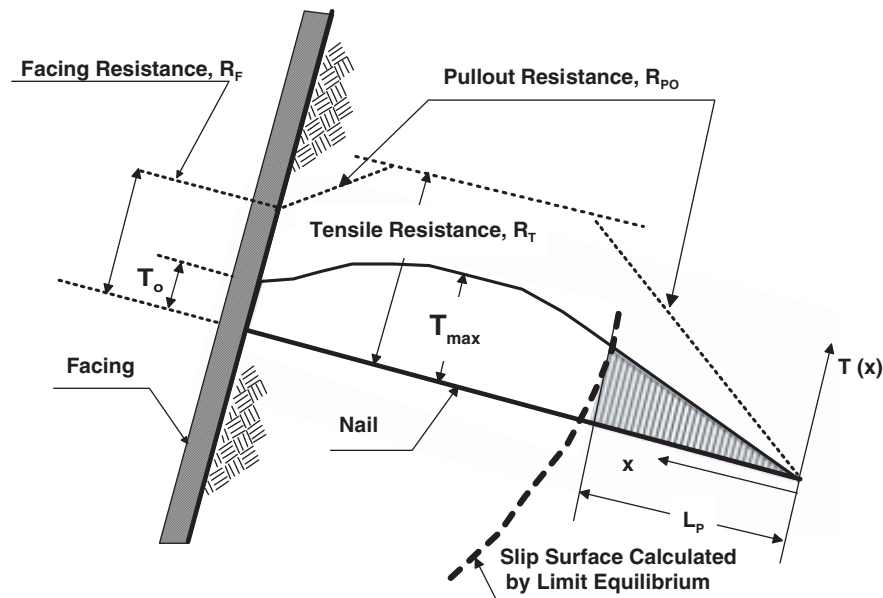 Facing Resistance, R_F
Pullout Resistance, R_PO
Tensile Resistance, R_T
T_o
T_max
T (x)
Facing
Nail
x
L_P
Slip Surface Calculated
by Limit Equilibrium